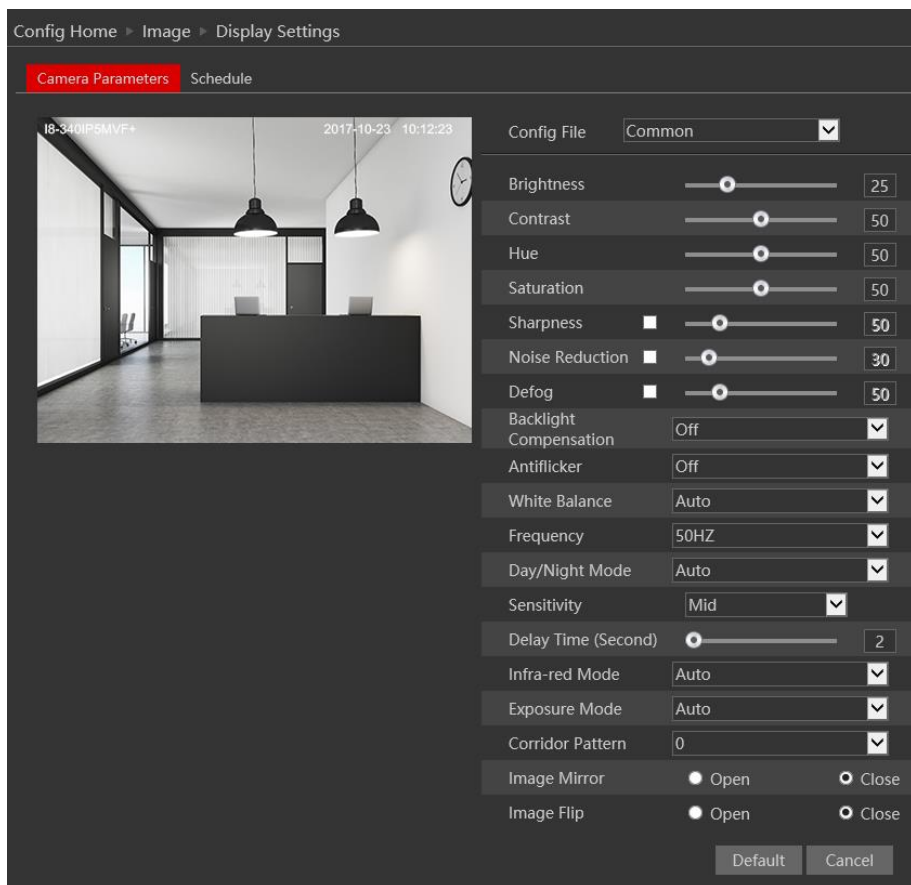 Config Home ▶ Image ▶ Display Settings
Camera Parameters Schedule
I8-340IP5MVF+ 2017-10-23 10:12:23
Config File Common
Brightness 25
Contrast 50
Hue 50
Saturation 50
Sharpness 50
Noise Reduction 30
Defog 50
Backlight
Compensation Off
Antiflicker Off
White Balance Auto
Frequency 50HZ
Day/Night Mode Auto
Sensitivity Mid
Delay Time (Second) 2
Infra-red Mode Auto
Exposure Mode Auto
Corridor Pattern 0
Image Mirror Open Close
Image Flip Open Close
Default Cancel